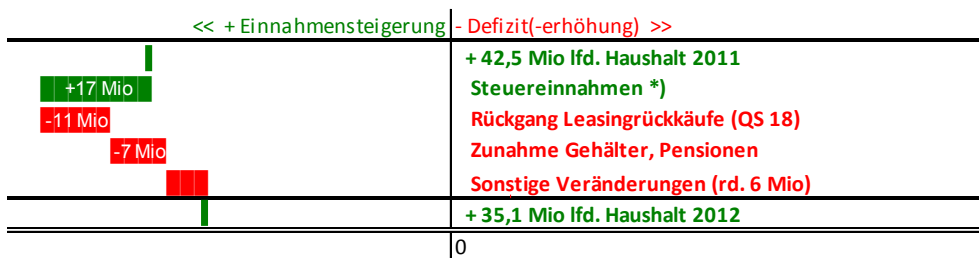 << + Einnahmensteigerung - Defizit(-erhöhung) >>
+ 42,5 Mio lfd. Haushalt 2011
+17 Mio Steuereinnahmen *)
-11 Mio Rückgang Leasingrückkäufe (QS 18)
-7 Mio Zunahme Gehälter, Pensionen
Sonstige Veränderungen (rd. 6 Mio)
+ 35,1 Mio lfd. Haushalt 2012
0